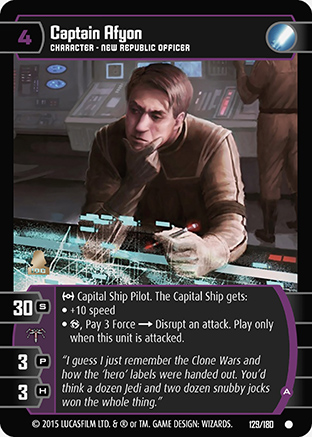 4
Captain Afyon
CHARACTER - NEW REPUBLIC OFFICER
30 S
3 P
3 H
Capital Ship Pilot. The Capital Ship gets:
• +10 speed
• , Pay 3 Force → Disrupt an attack. Play only
when this unit is attacked.
"I guess I just remember the Clone Wars and
how the 'hero' labels were handed out. You'd
think a dozen Jedi and two dozen snubby jocks
won the whole thing."
A
© 2015 LUCASFILM LTD. & ® or TM. GAME DESIGN: WIZARDS. 129/180